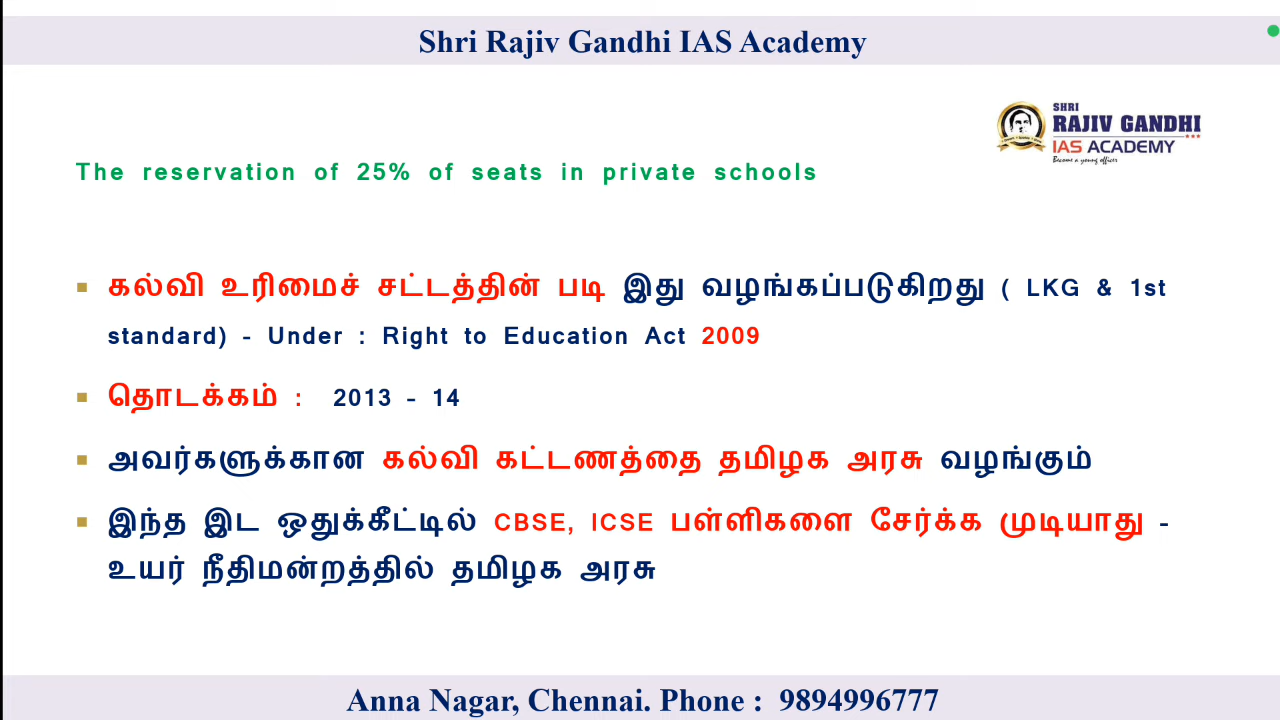 Shri Rajiv Gandhi IAS Academy
SHRI
RAJIV GANDHI
IAS ACADEMY
Become a young officer
The reservation of 25% of seats in private schools
கல்வி உரிமைச் சட்டத்தின் படி இது வழங்கப்படுகிறது ( LKG & 1st
standard) - Under : Right to Education Act 2009
தொடக்கம் : 2013 - 14
அவர்களுக்கான கல்வி கட்டணத்தை தமிழக அரசு வழங்கும்
இந்த இட ஒதுக்கீட்டில் CBSE, ICSE பள்ளிகளை சேர்க்க முடியாது -
உயர் நீதிமன்றத்தில் தமிழக அரசு
Anna Nagar, Chennai. Phone : 9894996777